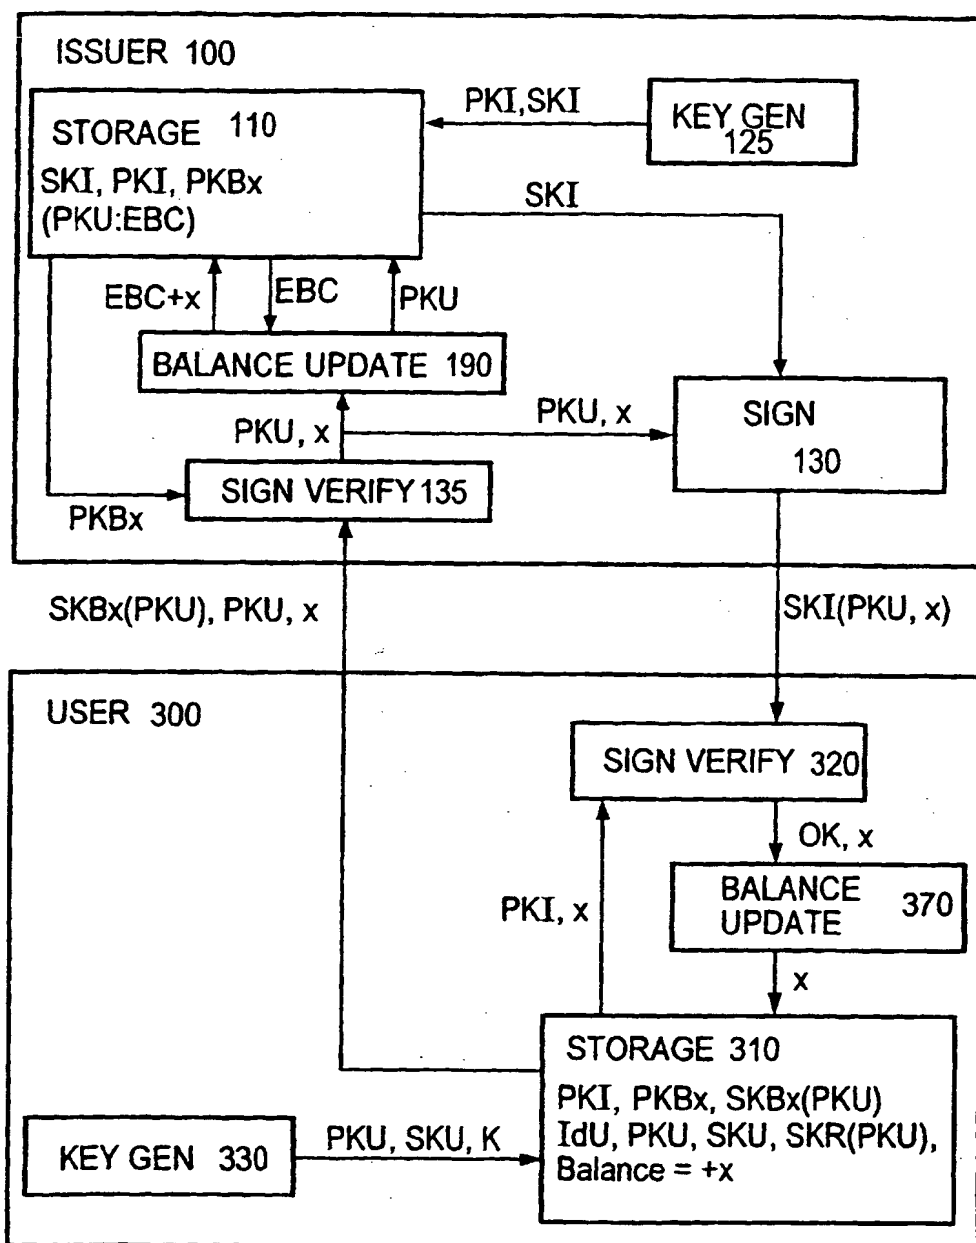 ISSUER 100
STORAGE 110
SKI, PKI, PKBx
(PKU:EBC)
PKI,SKI
KEY GEN
125
SKI
EBC+x
EBC
PKU
BALANCE UPDATE 190
PKU, x
PKU, x
SIGN
130
SIGN VERIFY 135
PKBx
SKBx(PKU), PKU, x
SKI(PKU, x)
USER 300
SIGN VERIFY 320
OK, x
PKI, x
BALANCE
UPDATE
370
x
STORAGE 310
PKI, PKBx, SKBx(PKU)
IdU, PKU, SKU, SKR(PKU),
Balance = +x
KEY GEN 330
PKU, SKU, K